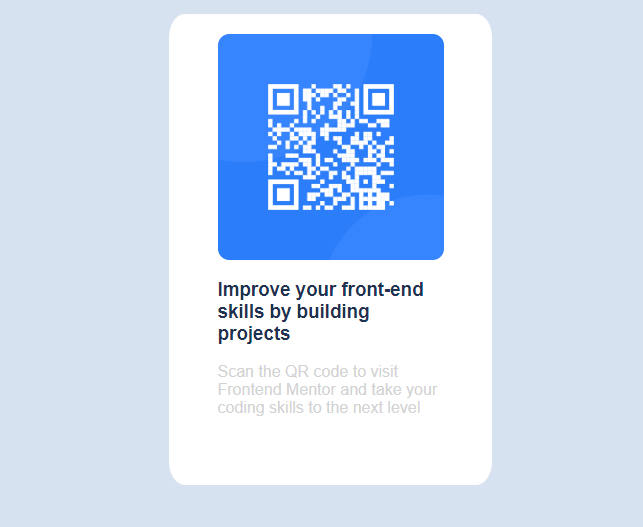 Improve your front-end
skills by building
projects
Scan the QR code to visit
Frontend Mentor and take your
coding skills to the next level